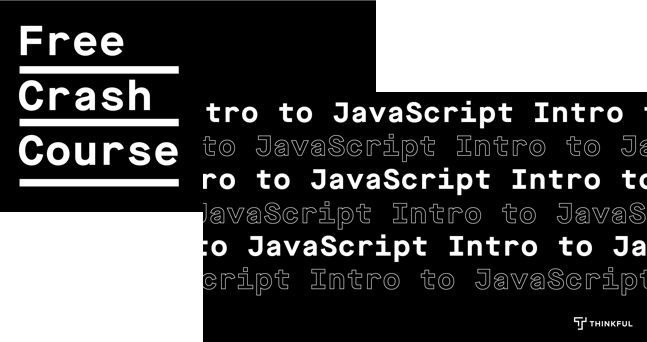 Free
Crash
Course
tro to JavaScript Intro
to JavaScript Intro to Ja
ro to JavaScript Intro to
JavaScript Intro to JavaS
to JavaScript Intro to Ja
cript Intro to JavaScript
THINKFUL